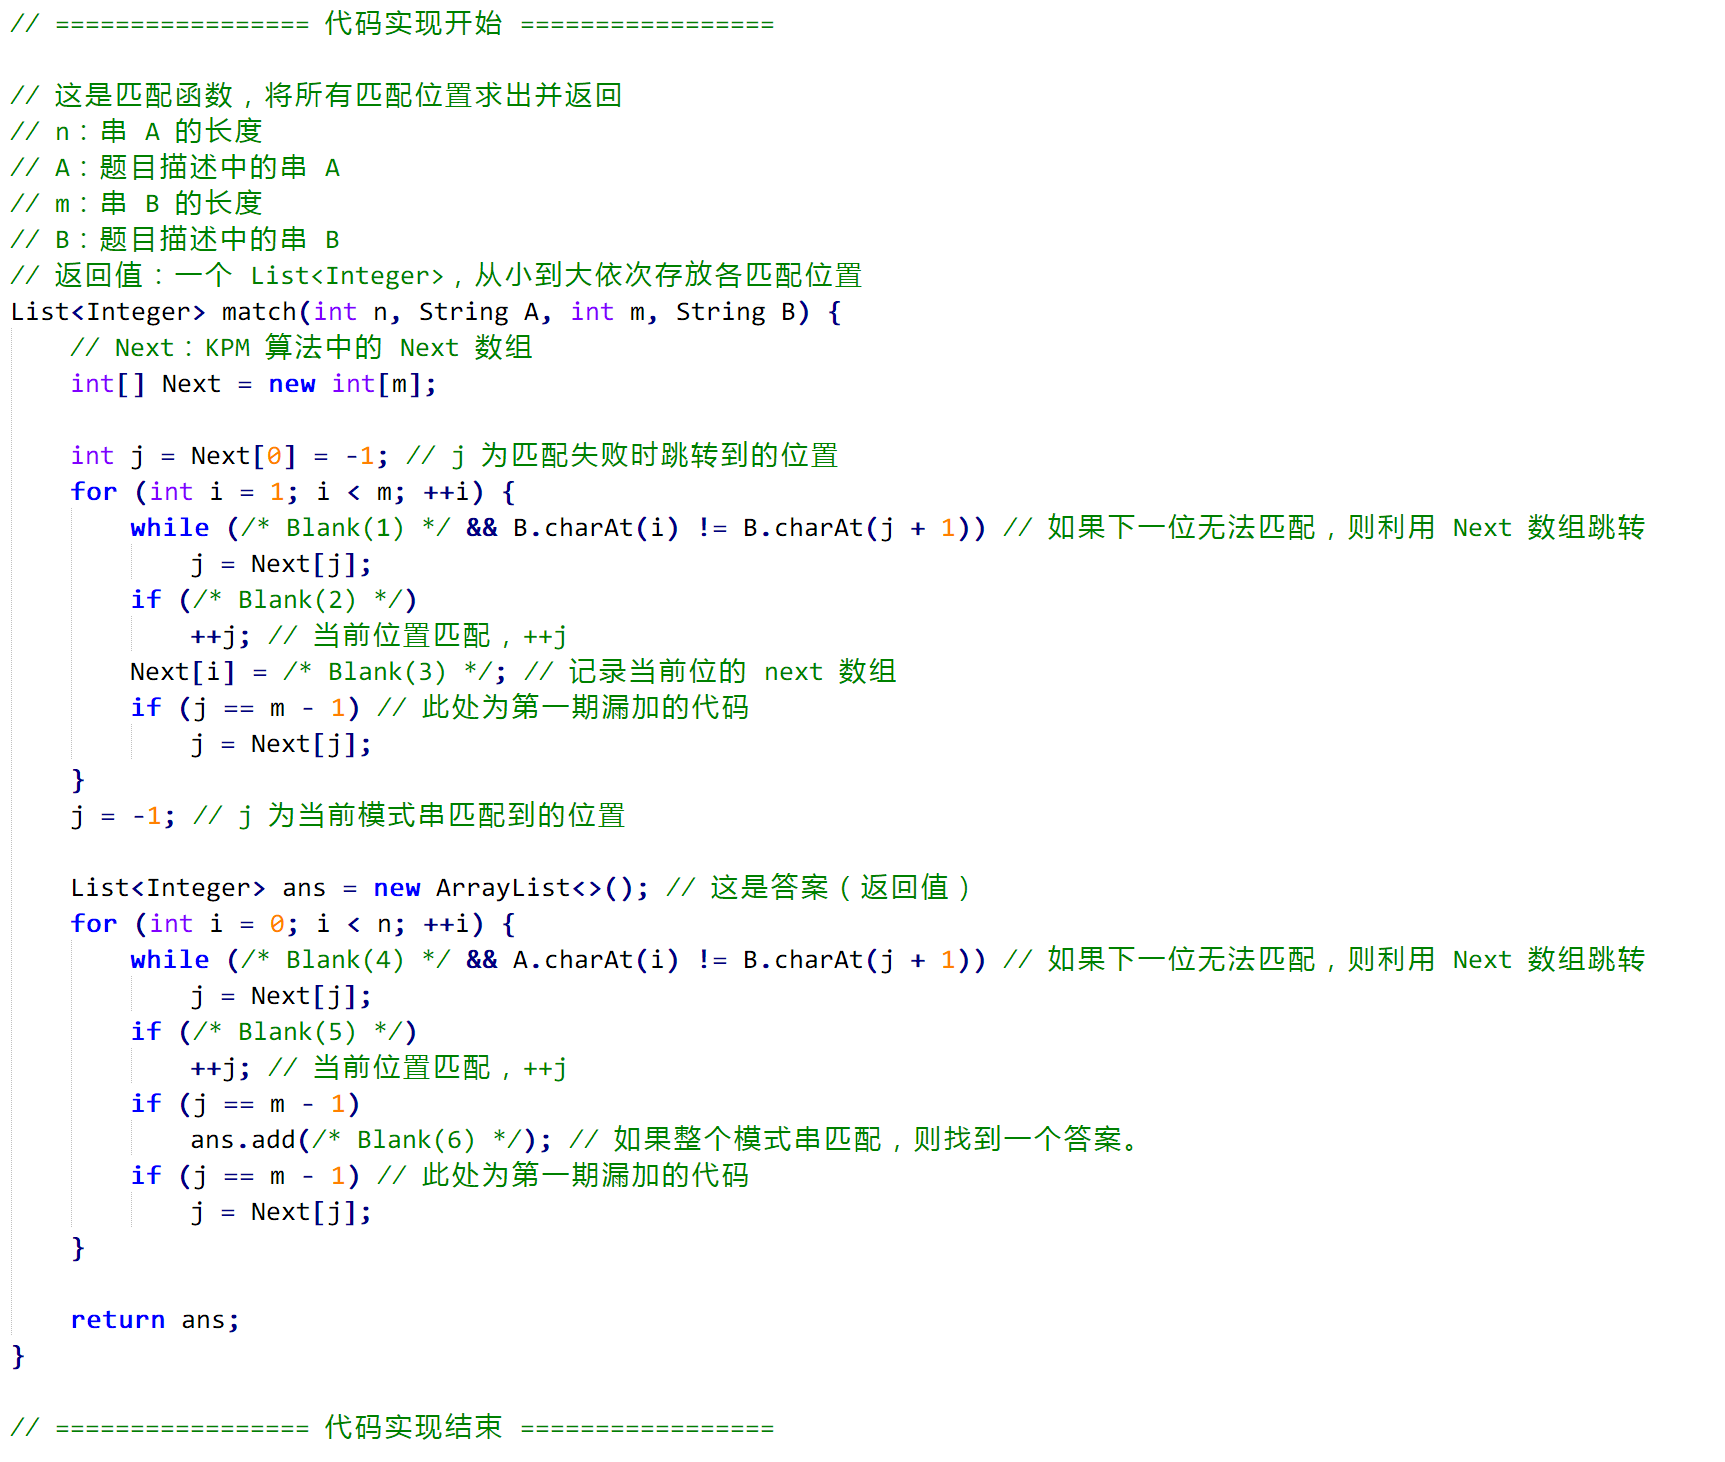 // ================= 代码实现开始 =================
// 这是匹配函数，将所有匹配位置求出并返回
// n：串 A 的长度
// A：题目描述中的串 A
// m：串 B 的长度
// B：题目描述中的串 B
// 返回值：一个 List<Integer>，从小到大依次存放各匹配位置
List<Integer> match(int n, String A, int m, String B) {
    // Next：KPM 算法中的 Next 数组
    int[] Next = new int[m];
    int j = Next[0] = -1; // j 为匹配失败时跳转到的位置
    for (int i = 1; i < m; ++i) {
        while (/* Blank(1) */ && B.charAt(i) != B.charAt(j + 1)) // 如果下一位无法匹配，则利用 Next 数组跳转
            j = Next[j];
        if (/* Blank(2) */)
            ++j; // 当前位置匹配，++j
        Next[i] = /* Blank(3) */; // 记录当前位的 next 数组
        if (j == m - 1) // 此处为第一期漏加的代码
            j = Next[j];
    }
    j = -1; // j 为当前模式串匹配到的位置
    List<Integer> ans = new ArrayList<>(); // 这是答案（返回值）
    for (int i = 0; i < n; ++i) {
        while (/* Blank(4) */ && A.charAt(i) != B.charAt(j + 1)) // 如果下一位无法匹配，则利用 Next 数组跳转
            j = Next[j];
        if (/* Blank(5) */)
            ++j; // 当前位置匹配，++j
        if (j == m - 1)
            ans.add(/* Blank(6) */); // 如果整个模式串匹配，则找到一个答案。
        if (j == m - 1) // 此处为第一期漏加的代码
            j = Next[j];
    }
    return ans;
}
// ================= 代码实现结束 =================